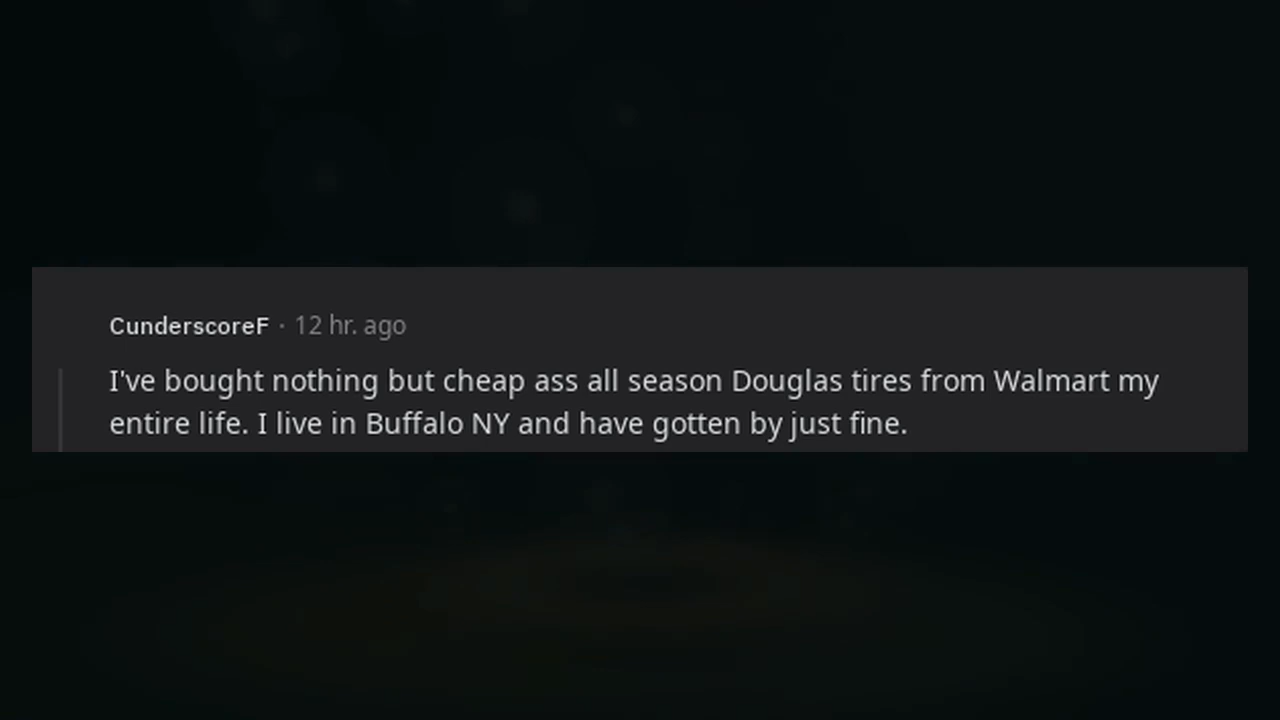 CunderscoreF · 12 hr. ago
I've bought nothing but cheap ass all season Douglas tires from Walmart my
entire life. I live in Buffalo NY and have gotten by just fine.